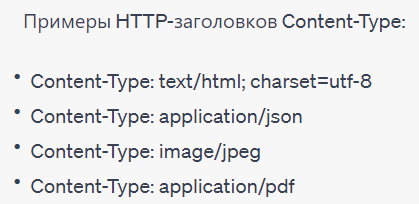 Примеры HTTP-заголовков Content-Type:
• Content-Type: text/html; charset=utf-8
• Content-Type: application/json
• Content-Type: image/jpeg
• Content-Type: application/pdf